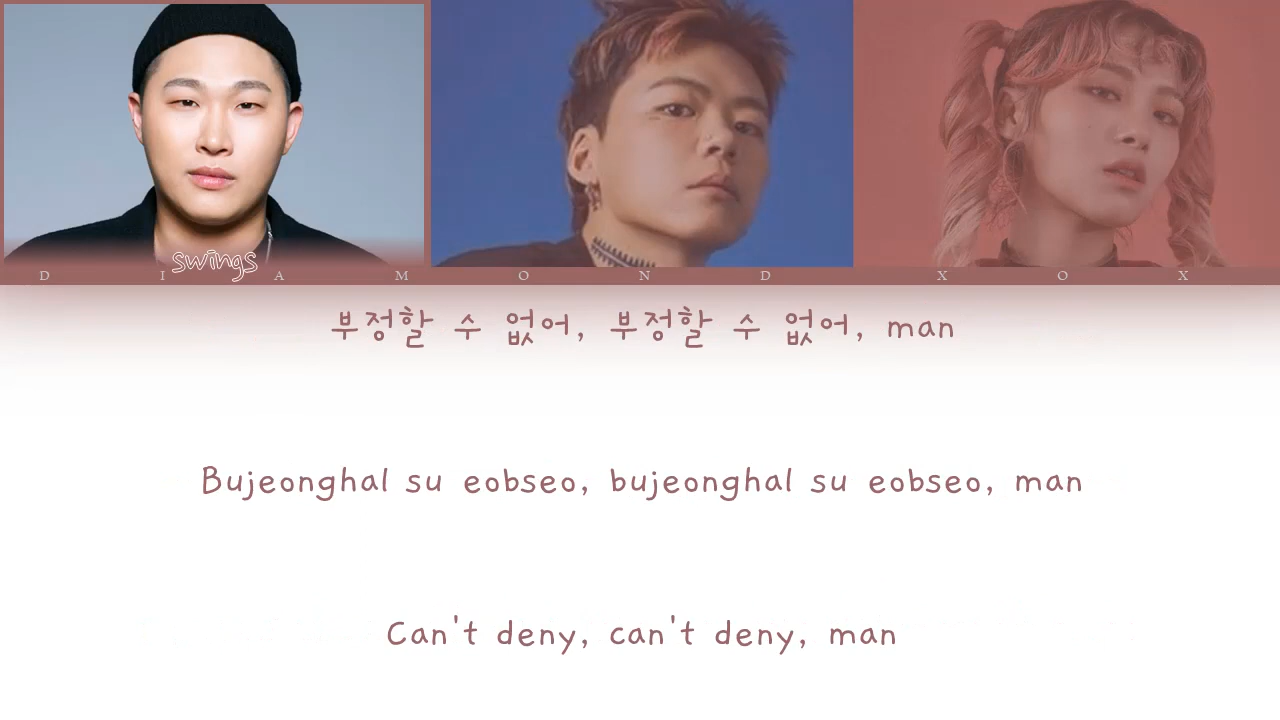 swings
D I A M O N D X O X
부정할 수 없어, 부정할 수 없어, man
Bujeonghal su eobseo, bujeonghal su eobseo, man
Can't deny, can't deny, man